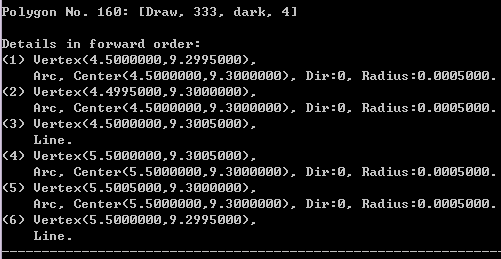 Polygon No. 160: [Draw, 333, dark, 4]
Details in forward order:
(1) Vertex(4.5000000,9.2995000),
Arc, Center(4.5000000,9.3000000), Dir:0, Radius:0.0005000.
(2) Vertex(4.4995000,9.3000000),
Arc, Center(4.5000000,9.3000000), Dir:0, Radius:0.0005000.
(3) Vertex(4.5000000,9.3005000),
Line.
(4) Vertex(5.5000000,9.3005000),
Arc, Center(5.5000000,9.3000000), Dir:0, Radius:0.0005000.
(5) Vertex(5.5005000,9.3000000),
Arc, Center(5.5000000,9.3000000), Dir:0, Radius:0.0005000.
(6) Vertex(5.5000000,9.2995000),
Line.